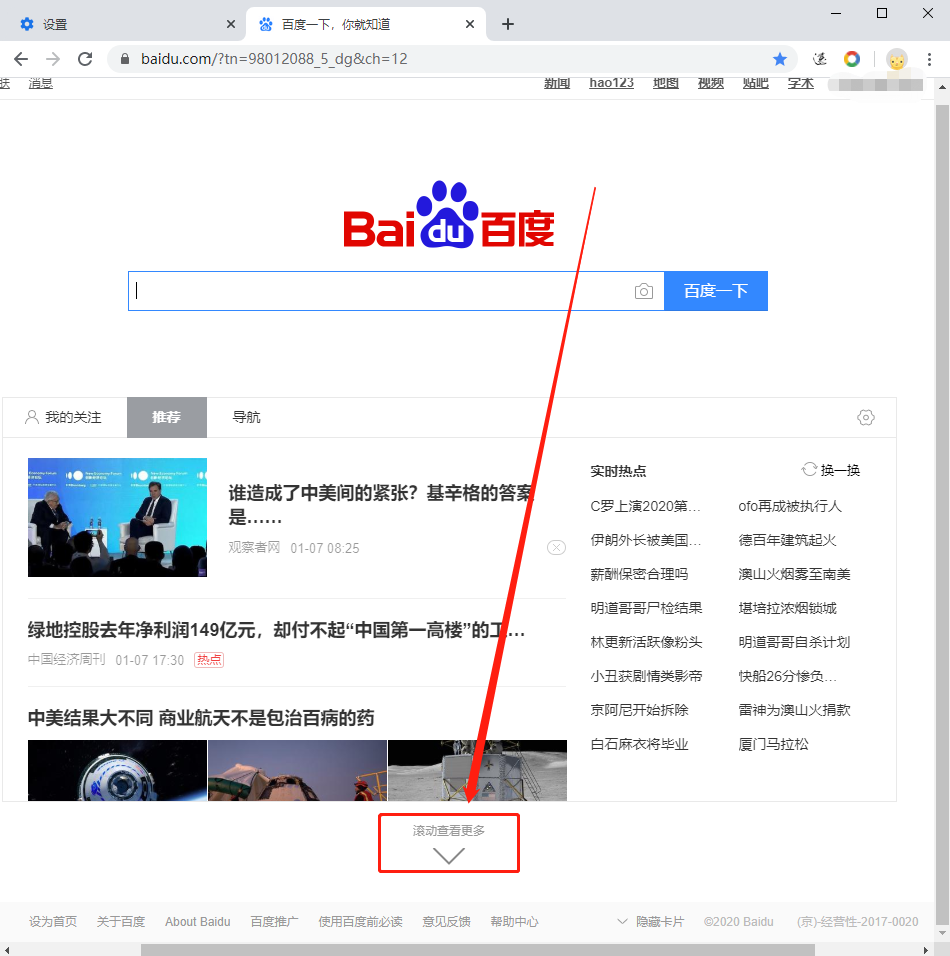 设置
百度一下，你就知道
baidu.com/?tn=98012088_5_dg&ch=12
肤 消息 新闻 hao123 地图 视频 贴吧 学术
Bai du 百度
百度一下
我的关注 推荐 导航
谁造成了中美间的紧张？基辛格的答案
是……
观察者网 01-07 08:25
绿地控股去年净利润149亿元，却付不起“中国第一高楼”的工…
中国经济周刊 01-07 17:30 热点
中美结果大不同 商业航天不是包治百病的药
实时热点 换一换
C罗上演2020第… ofo再成被执行人
伊朗外长被美国… 德百年建筑起火
薪酬保密合理吗 澳山火烟雾至南美
明道哥哥尸检结果 堪培拉浓烟锁城
林更新活跃像粉头 明道哥哥自杀计划
小丑获剧情类影帝 快船26分惨负…
京阿尼开始拆除 雷神为澳山火捐款
白石麻衣将毕业 厦门马拉松
滚动查看更多
设为首页 关于百度 About Baidu 百度推广 使用百度前必读 意见反馈 帮助中心 隐藏卡片 ©2020 Baidu (京)-经营性-2017-0020